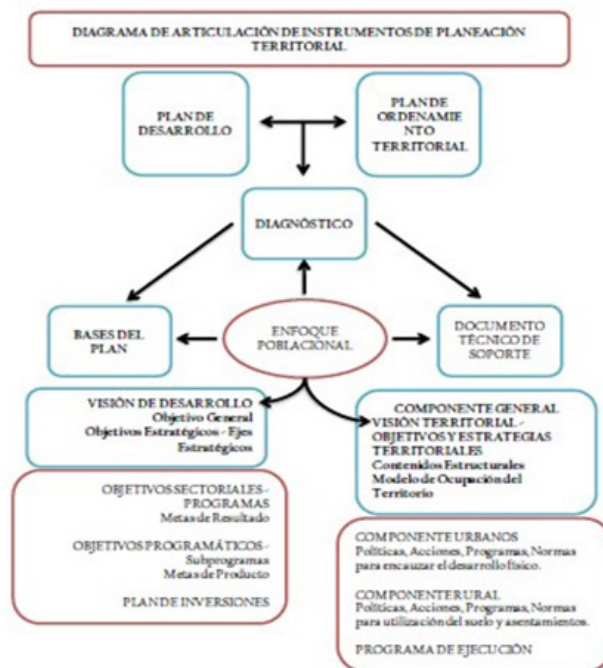 DIAGRAMA DE ARTICULACIÓN DE INSTRUMENTOS DE PLANEACIÓN
TERRITORIAL
PLAN DE
DESARROLLO
PLAN DE
ORDENAMIE
NTO
TERRITORIAL
DIAGNÓSTICO
BASES DEL
PLAN
ENFOQUE
POBLACIONAL
DOCUMENTO
TÉCNICO DE
SOPORTE
VISIÓN DE DESARROLLO
Objetivo General
Objetivos Estratégicos - Ejes
Estratégicos
COMPONENTE GENERAL
VISIÓN TERRITORIAL -
OBJETIVOS Y ESTRATEGIAS
TERRITORIALES
Contenidos Estructurales
Modelo de Ocupación del
Territorio
OBJETIVOS SECTORIALES -
PROGRAMAS
Metas de Resultado
OBJETIVOS PROGRAMÁTICOS -
Subprogramas
Metas de Producto
PLAN DE INVERSIONES
COMPONENTE URBANOS
Políticas, Acciones, Programas, Normas
para encauzar el desarrollo físico.
COMPONENTE RURAL
Políticas, Acciones, Programas, Normas
para utilización del suelo y asentamientos.
PROGRAMA DE EJECUCIÓN